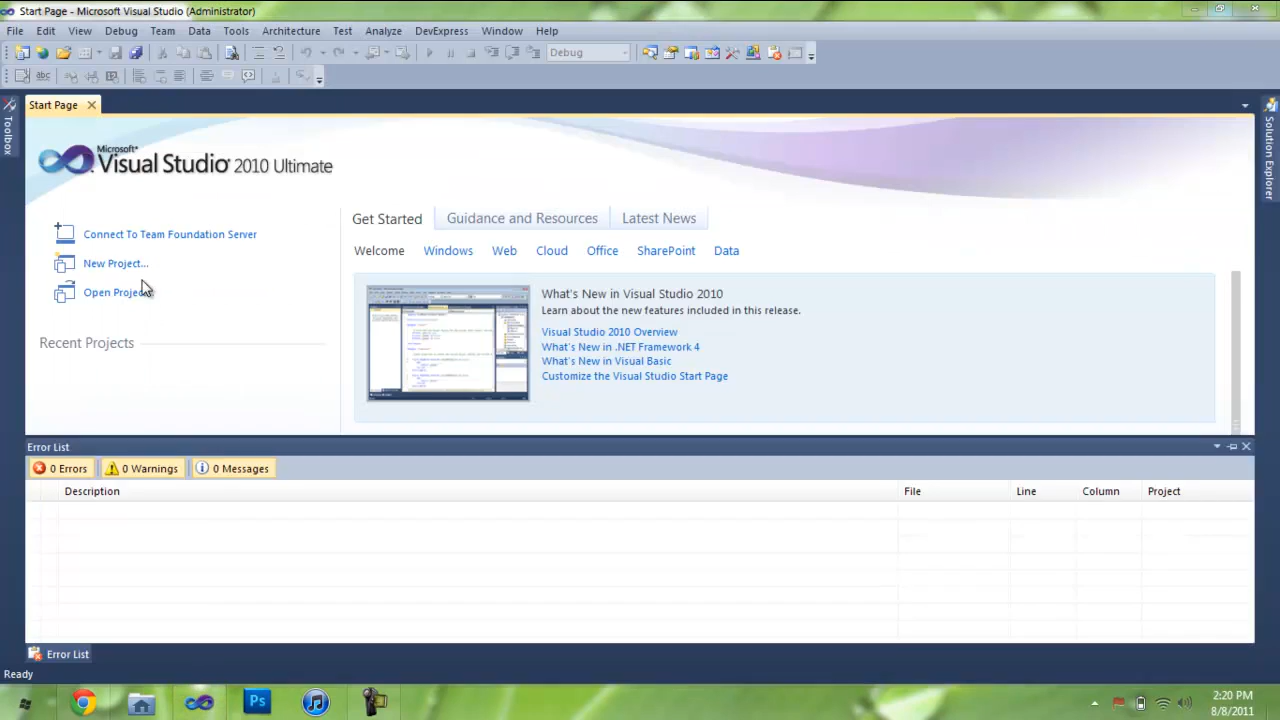 Start Page - Microsoft Visual Studio (Administrator)
File Edit View Debug Team Data Tools Architecture Test Analyze DevExpress Window Help
Debug
Start Page
Toolbox
Solution Explorer
Microsoft®
Visual Studio® 2010 Ultimate
Get Started Guidance and Resources Latest News
Connect To Team Foundation Server
Welcome Windows Web Cloud Office SharePoint Data
New Project...
Open Project
What's New in Visual Studio 2010
Learn about the new features included in this release.
Visual Studio 2010 Overview
What's New in .NET Framework 4
What's New in Visual Basic
Customize the Visual Studio Start Page
Recent Projects
Error List
0 Errors 0 Warnings 0 Messages
Description File Line Column Project
Error List
Ready
Ps
2:20 PM
8/8/2011